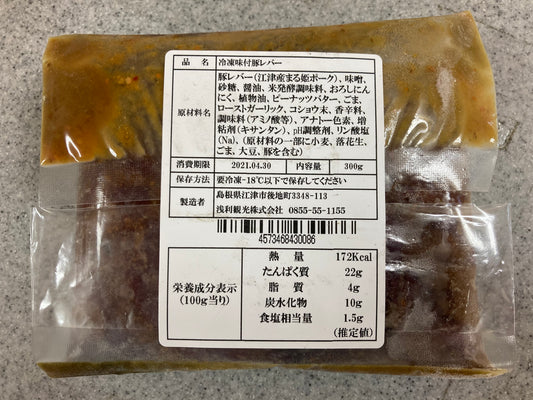 品名 冷凍味付豚レバー
原材料名 豚レバー（江津産まる姫ポーク）、味噌、
砂糖、醤油、米発酵調味料、おろしにん
にく、植物油、ピーナッツバター、ごま、
ローストガーリック、コショウ末、香辛料、
調味料（アミノ酸等）、アナトー色素、増
粘剤（キサンタン）、pH調整剤、リン酸塩
(Na)、（原材料の一部に小麦、落花生、
ごま、大豆、豚を含む）
消費期限 2021.04.30 内容量 300g
保存方法 要冷凍-18℃以下で保存してください
製造者 島根県江津市後地町3348-113
浅利観光株式会社 0855-55-1155
4573468430086
栄養成分表示
(100g当り)
熱量 172Kcal
たんぱく質 22g
脂質 4g
炭水化物 10g
食塩相当量 1.5g
(推定値)